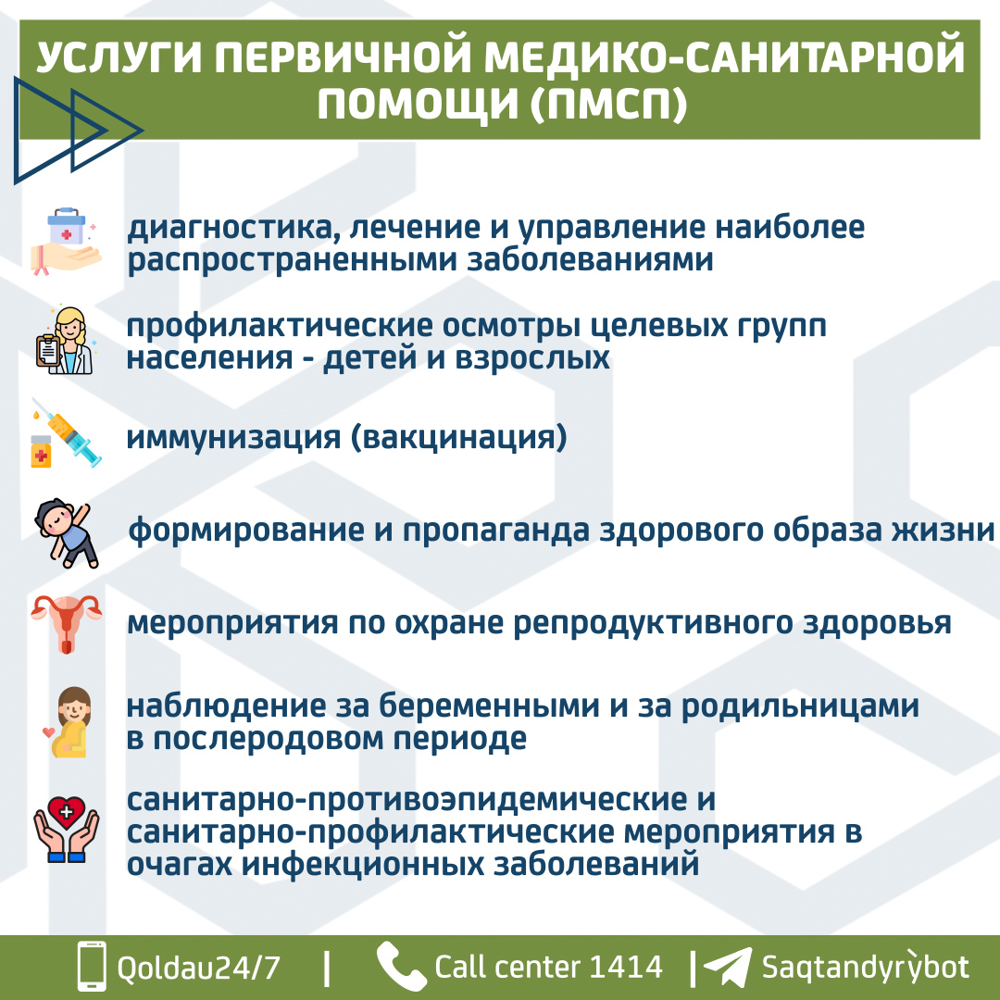 УСЛУГИ ПЕРВИЧНОЙ МЕДИКО-САНИТАРНОЙ
ПОМОЩИ (ПМСП)
диагностика, лечение и управление наиболее
распространенными заболеваниями
профилактические осмотры целевых групп
населения - детей и взрослых
иммунизация (вакцинация)
формирование и пропаганда здорового образа жизни
мероприятия по охране репродуктивного здоровья
наблюдение за беременными и за родильницами
в послеродовом периоде
санитарно-противоэпидемические и
санитарно-профилактические мероприятия в
очагах инфекционных заболеваний
Qoldau24/7 | Call center 1414 | Saqtandyrỳbot